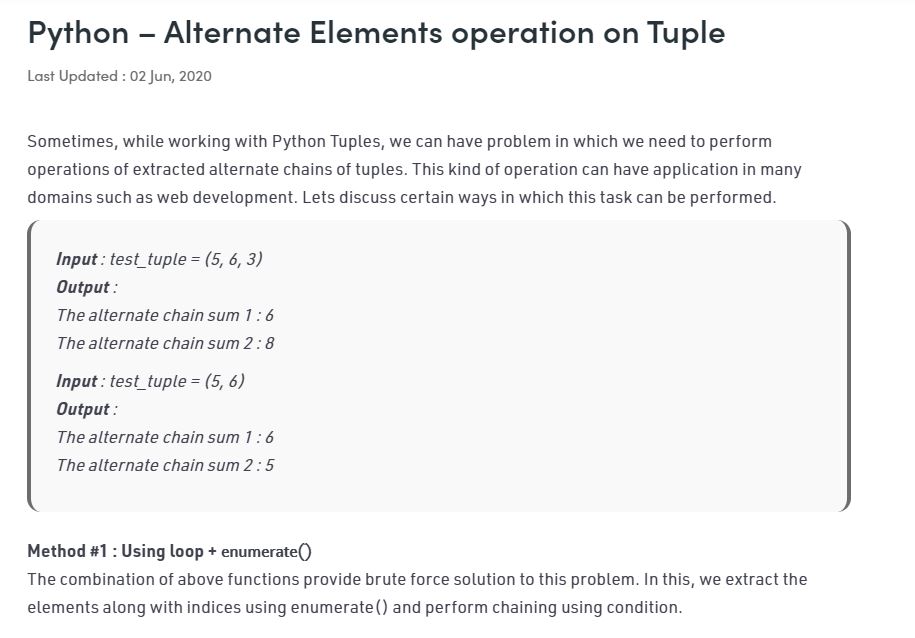 Python – Alternate Elements operation on Tuple
Last Updated : 02 Jun, 2020
Sometimes, while working with Python Tuples, we can have problem in which we need to perform
operations of extracted alternate chains of tuples. This kind of operation can have application in many
domains such as web development. Lets discuss certain ways in which this task can be performed.
Input : test_tuple = (5, 6, 3)
Output :
The alternate chain sum 1 : 6
The alternate chain sum 2 : 8
Input : test_tuple = (5, 6)
Output :
The alternate chain sum 1 : 6
The alternate chain sum 2 : 5
Method #1 : Using loop + enumerate()
The combination of above functions provide brute force solution to this problem. In this, we extract the
elements along with indices using enumerate() and perform chaining using condition.